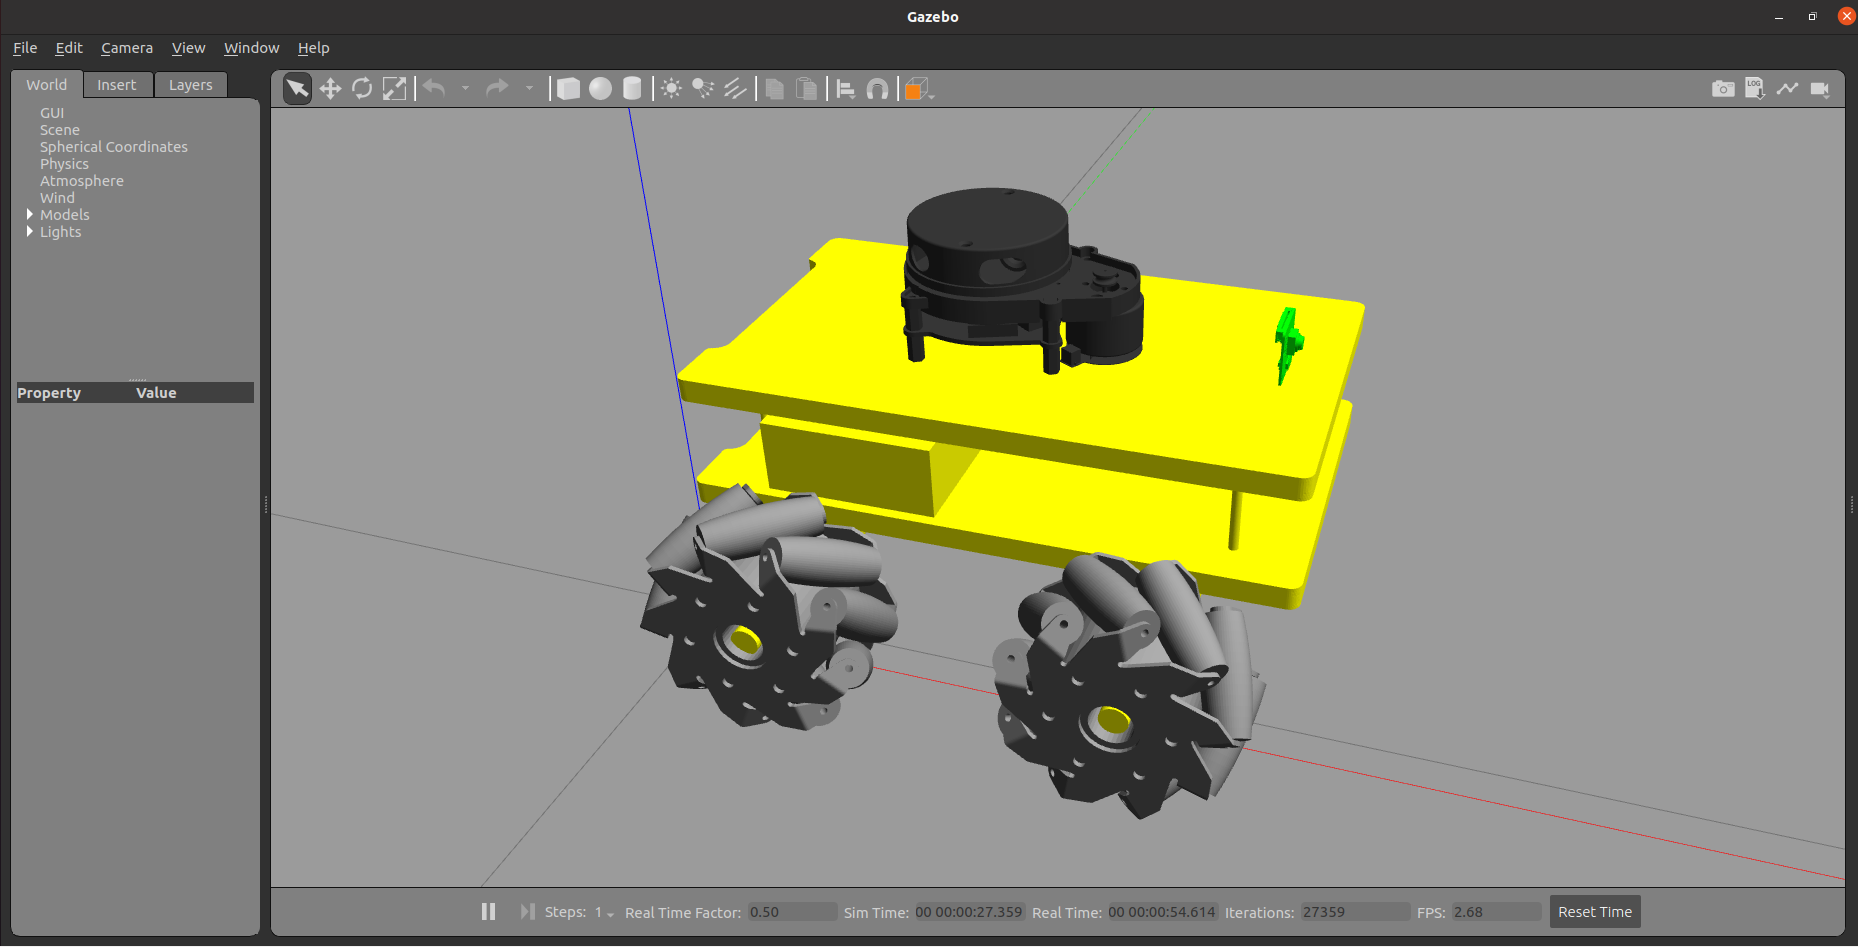 Gazebo
File Edit Camera View Window Help
World Insert Layers
GUI
Scene
Spherical Coordinates
Physics
Atmosphere
Wind
Models
Lights
Property Value
LOG
Steps: 1 Real Time Factor: 0.50 Sim Time: 00 00:00:27.359 Real Time: 00 00:00:54.614 Iterations: 27359 FPS: 2.68 Reset Time